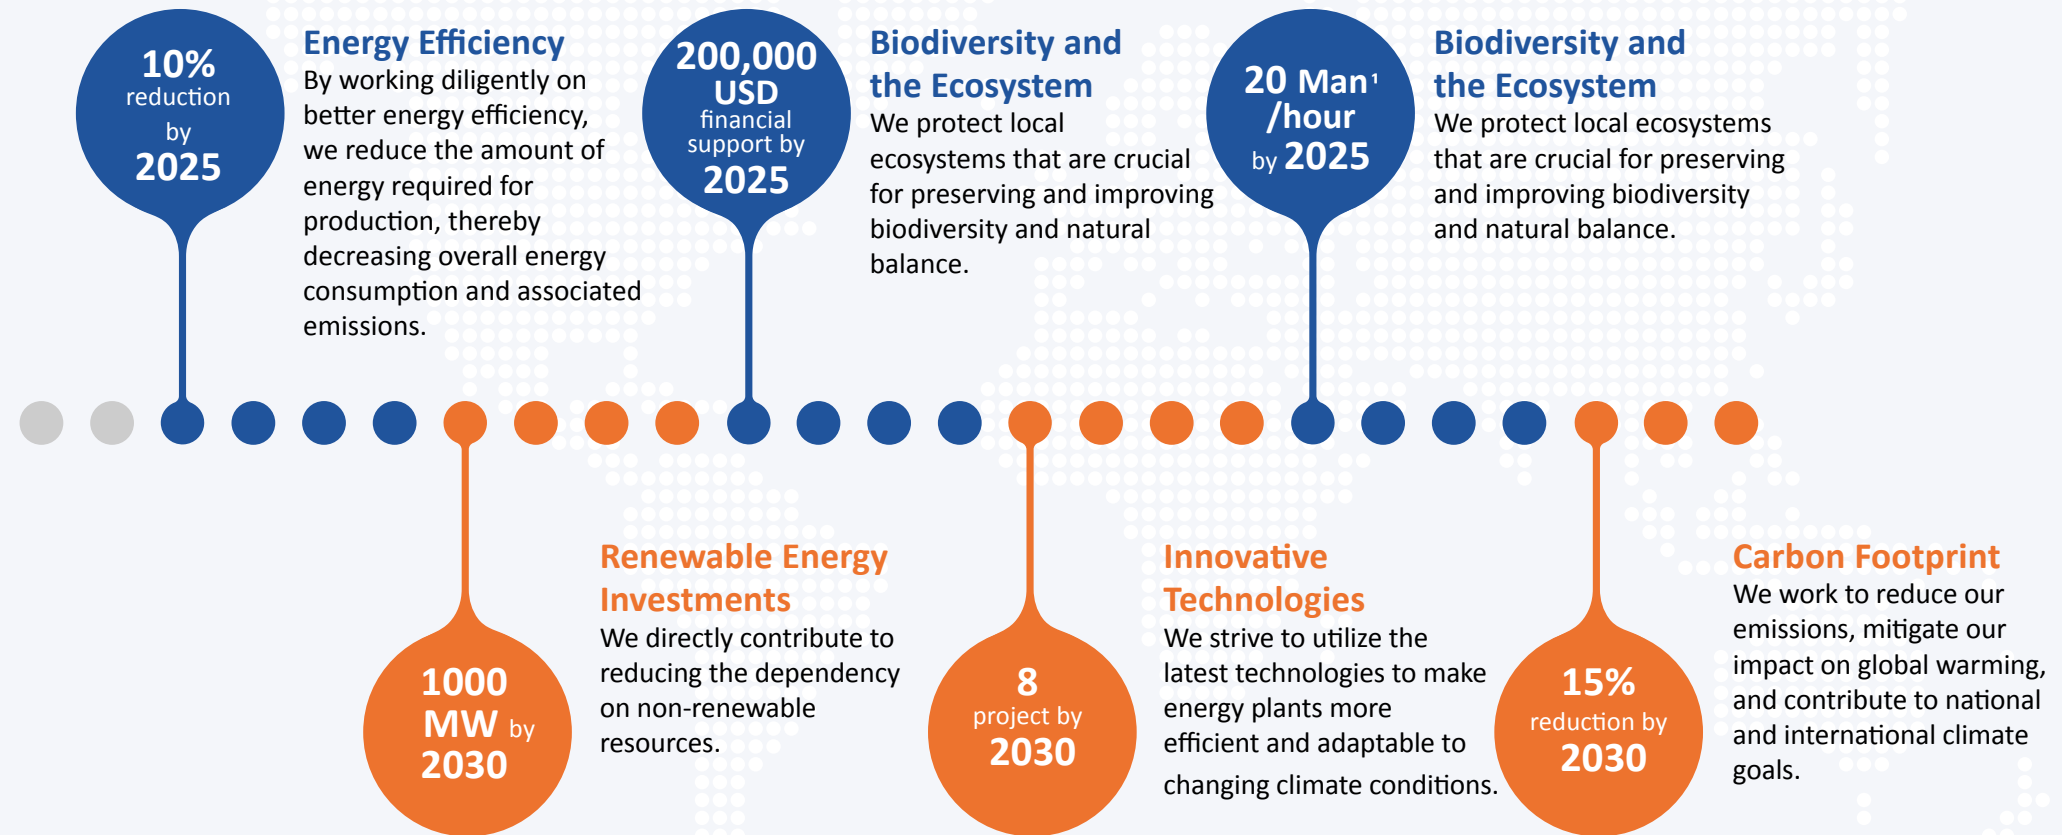 10%
reduction
by
2025
Energy Efficiency
By working diligently on
better energy efficiency,
we reduce the amount of
energy required for
production, thereby
decreasing overall energy
consumption and associated
emissions.
200,000
USD
financial
support by
2025
Biodiversity and
the Ecosystem
We protect local
ecosystems that are crucial
for preserving and improving
biodiversity and natural
balance.
20 Man¹
/hour
by 2025
Biodiversity and
the Ecosystem
We protect local ecosystems
that are crucial for preserving
and improving biodiversity
and natural balance.
1000
MW by
2030
Renewable Energy
Investments
We directly contribute to
reducing the dependency
on non-renewable
resources.
8
project by
2030
Innovative
Technologies
We strive to utilize the
latest technologies to make
energy plants more
efficient and adaptable to
changing climate conditions.
15%
reduction by
2030
Carbon Footprint
We work to reduce our
emissions, mitigate our
impact on global warming,
and contribute to national
and international climate
goals.